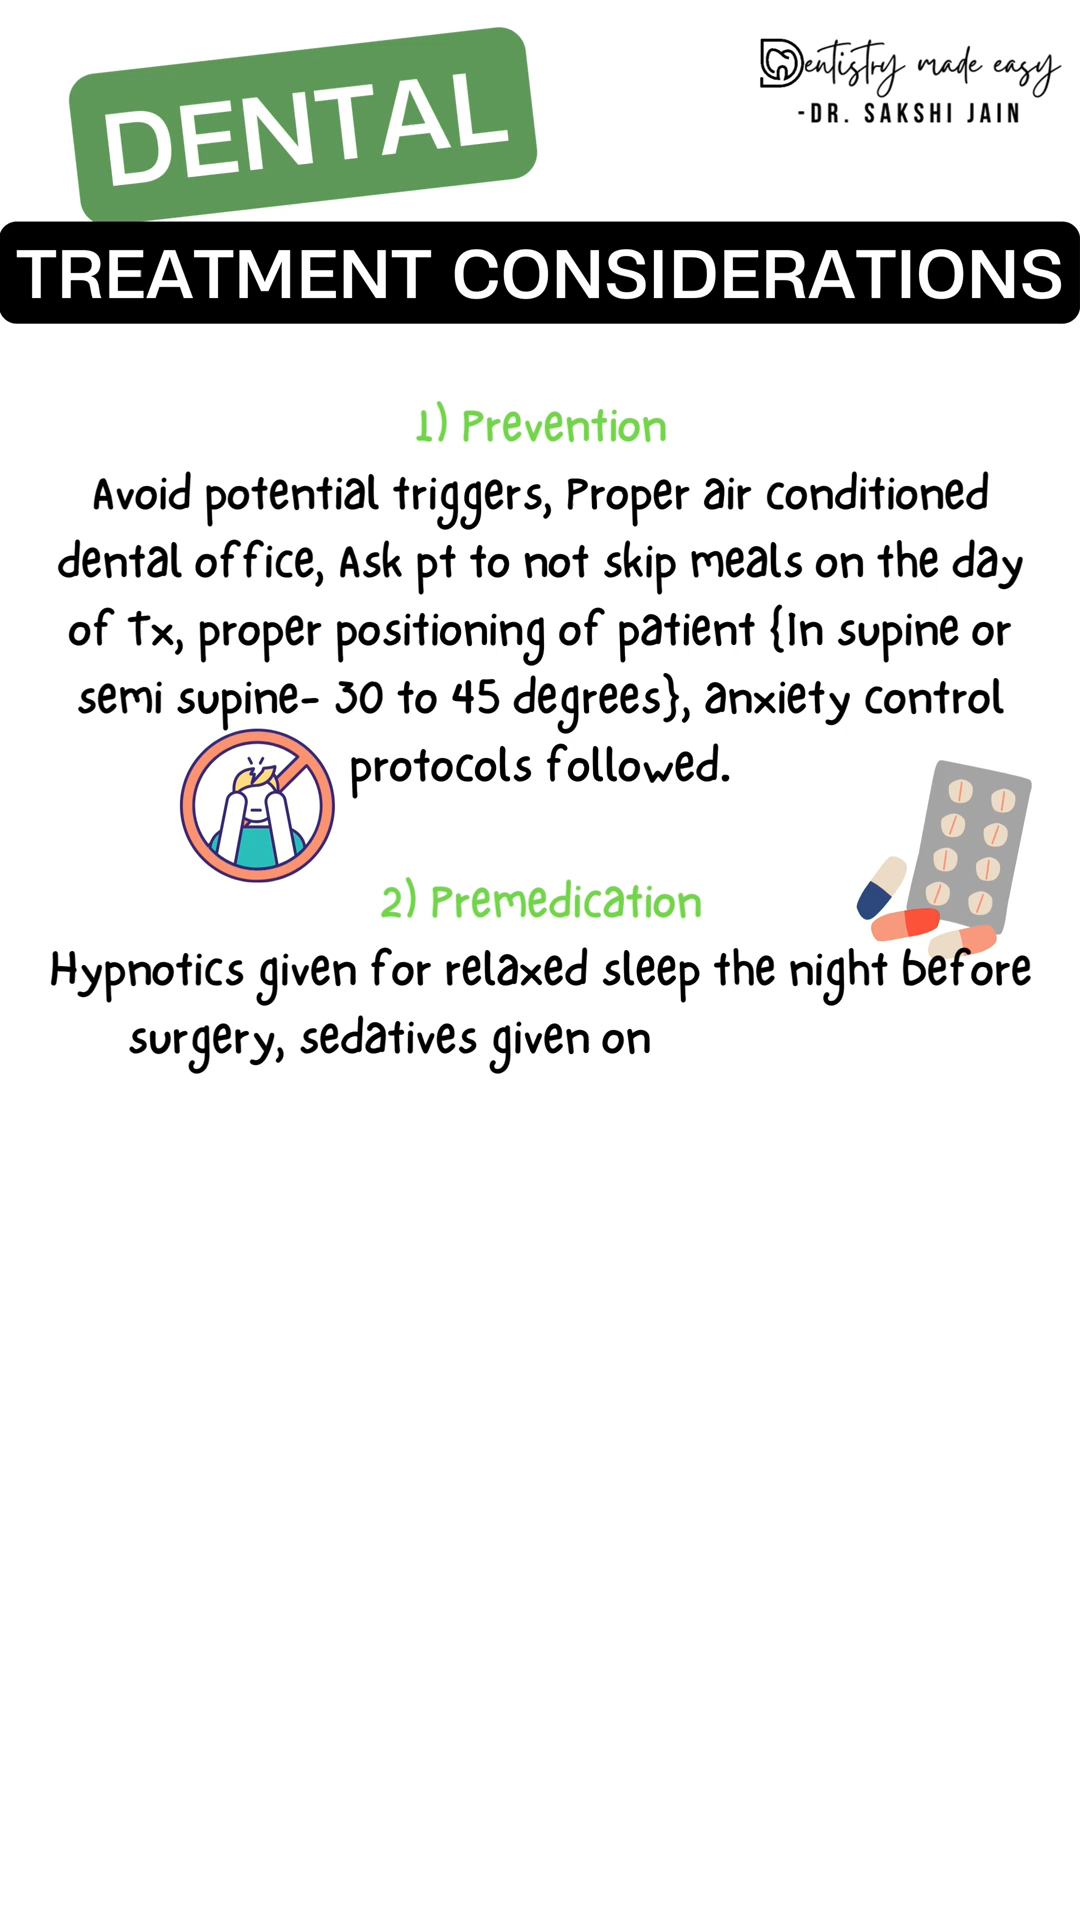 DENTAL
Dentistry made easy
-DR. SAKSHI JAIN
TREATMENT CONSIDERATIONS
1) Prevention
Avoid potential triggers, Proper air conditioned
dental office, Ask pt to not skip meals on the day
of Tx, proper positioning of patient {In supine or
semi supine- 30 to 45 degrees}, anxiety control
protocols followed.
2) Premedication
Hypnotics given for relaxed sleep the night before
surgery, sedatives given on